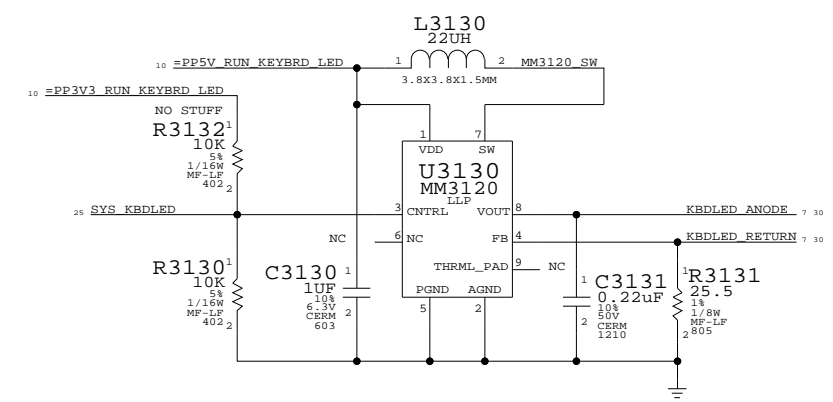 L3130
22UH
10 =PP5V_RUN_KEYBRD_LED
1
2
MM3120_SW
3.8X3.8X1.5MM
10 =PP3V3_RUN_KEYBRD_LED
NO STUFF
R3132
1
10K
5%
1/16W
MF-LF
402
2
1
7
VDD
SW
U3130
MM3120
LLP
25 SYS_KBDLED
3
CNTRL
VOUT
8
KBDLED_ANODE
7 30
NC
6
NC
FB
4
KBDLED_RETURN
7 30
THRML_PAD
9
NC
PGND
AGND
5
2
R3130
1
10K
5%
1/16W
MF-LF
402
2
C3130
1
1UF
10%
6.3V
CERM
603
2
C3131
1
0.22uF
10%
50V
CERM
1210
2
R3131
1
25.5
1%
1/8W
MF-LF
805
2